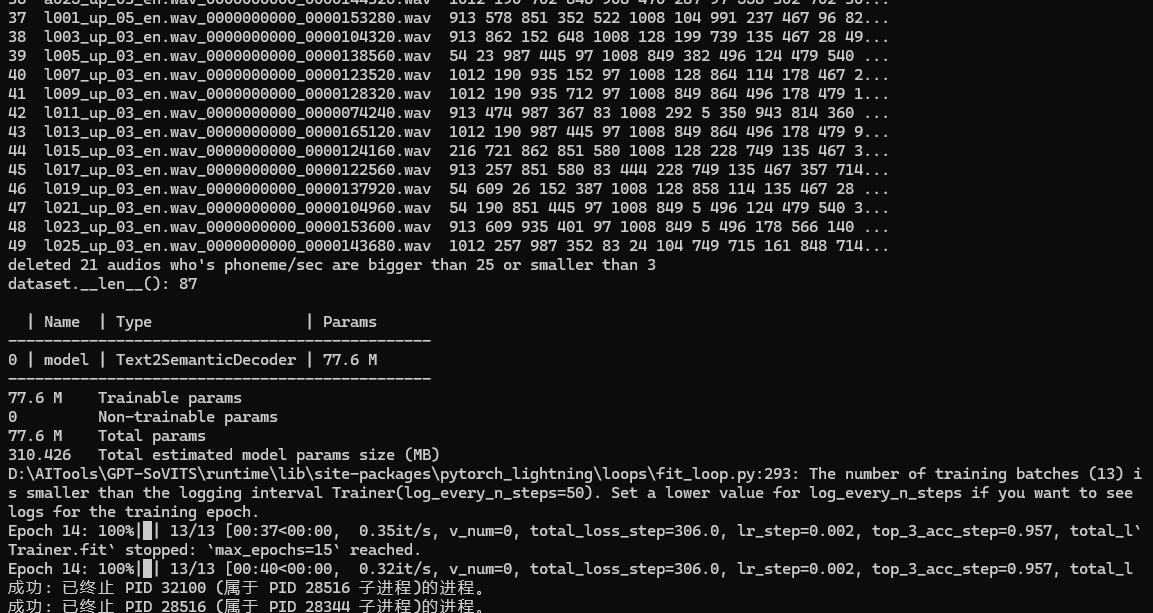 37  l001_up_05_en.wav_0000000000_0000153280.wav  913 578 851 352 522 1008 104 991 237 467 96 82...
38  l003_up_03_en.wav_0000000000_0000104320.wav  913 862 152 648 1008 128 199 739 135 467 28 49...
39  l005_up_03_en.wav_0000000000_0000138560.wav  54 23 987 445 97 1008 849 382 496 124 479 540 ...
40  l007_up_03_en.wav_0000000000_0000123520.wav  1012 190 935 152 97 1008 128 864 114 178 467 2...
41  l009_up_03_en.wav_0000000000_0000128320.wav  1012 190 935 712 97 1008 849 864 496 178 479 1...
42  l011_up_03_en.wav_0000000000_0000074240.wav  913 474 987 367 83 1008 292 5 350 943 814 360 ...
43  l013_up_03_en.wav_0000000000_0000165120.wav  1012 190 987 445 97 1008 849 864 496 178 479 9...
44  l015_up_03_en.wav_0000000000_0000124160.wav  216 721 862 851 580 1008 128 228 749 135 467 3...
45  l017_up_03_en.wav_0000000000_0000122560.wav  913 257 851 580 83 444 228 749 135 467 357 714...
46  l019_up_03_en.wav_0000000000_0000137920.wav  54 609 26 152 387 1008 128 858 114 135 467 28 ...
47  l021_up_03_en.wav_0000000000_0000104960.wav  54 190 851 445 97 1008 849 5 496 124 479 540 3...
48  l023_up_03_en.wav_0000000000_0000153600.wav  913 609 935 401 97 1008 849 5 496 178 566 140 ...
49  l025_up_03_en.wav_0000000000_0000143680.wav  1012 257 987 352 83 24 104 749 715 161 848 714...
deleted 21 audios who's phoneme/sec are bigger than 25 or smaller than 3
dataset.__len__(): 87
  | Name  | Type                 | Params
-----------------------------------------------
0 | model | Text2SemanticDecoder | 77.6 M
-----------------------------------------------
77.6 M    Trainable params
0         Non-trainable params
77.6 M    Total params
310.426   Total estimated model params size (MB)
D:\AITools\GPT-SoVITS\runtime\lib\site-packages\pytorch_lightning\loops\fit_loop.py:293: The number of training batches (13) i
s smaller than the logging interval Trainer(log_every_n_steps=50). Set a lower value for log_every_n_steps if you want to see
logs for the training epoch.
Epoch 14: 100%|█| 13/13 [00:37<00:00,  0.35it/s, v_num=0, total_loss_step=306.0, lr_step=0.002, top_3_acc_step=0.957, total_l`
Trainer.fit` stopped: `max_epochs=15` reached.
Epoch 14: 100%|█| 13/13 [00:40<00:00,  0.32it/s, v_num=0, total_loss_step=306.0, lr_step=0.002, top_3_acc_step=0.957, total_l
成功: 已终止 PID 32100 (属于 PID 28516 子进程)的进程。
成功: 已终止 PID 28516 (属于 PID 28344 子进程)的进程。